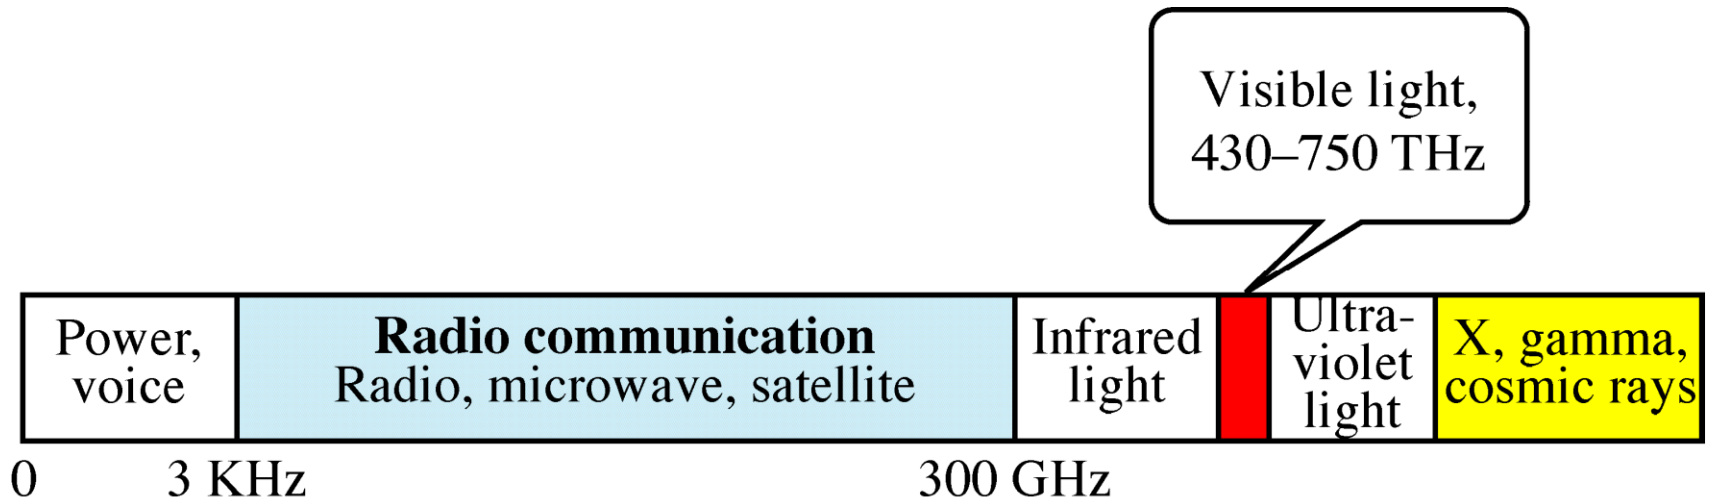 Visible light,
430–750 THz
Power,
voice
Radio communication
Radio, microwave, satellite
Infrared
light
Ultra-
violet
light
X, gamma,
cosmic rays
0
3 KHz
300 GHz